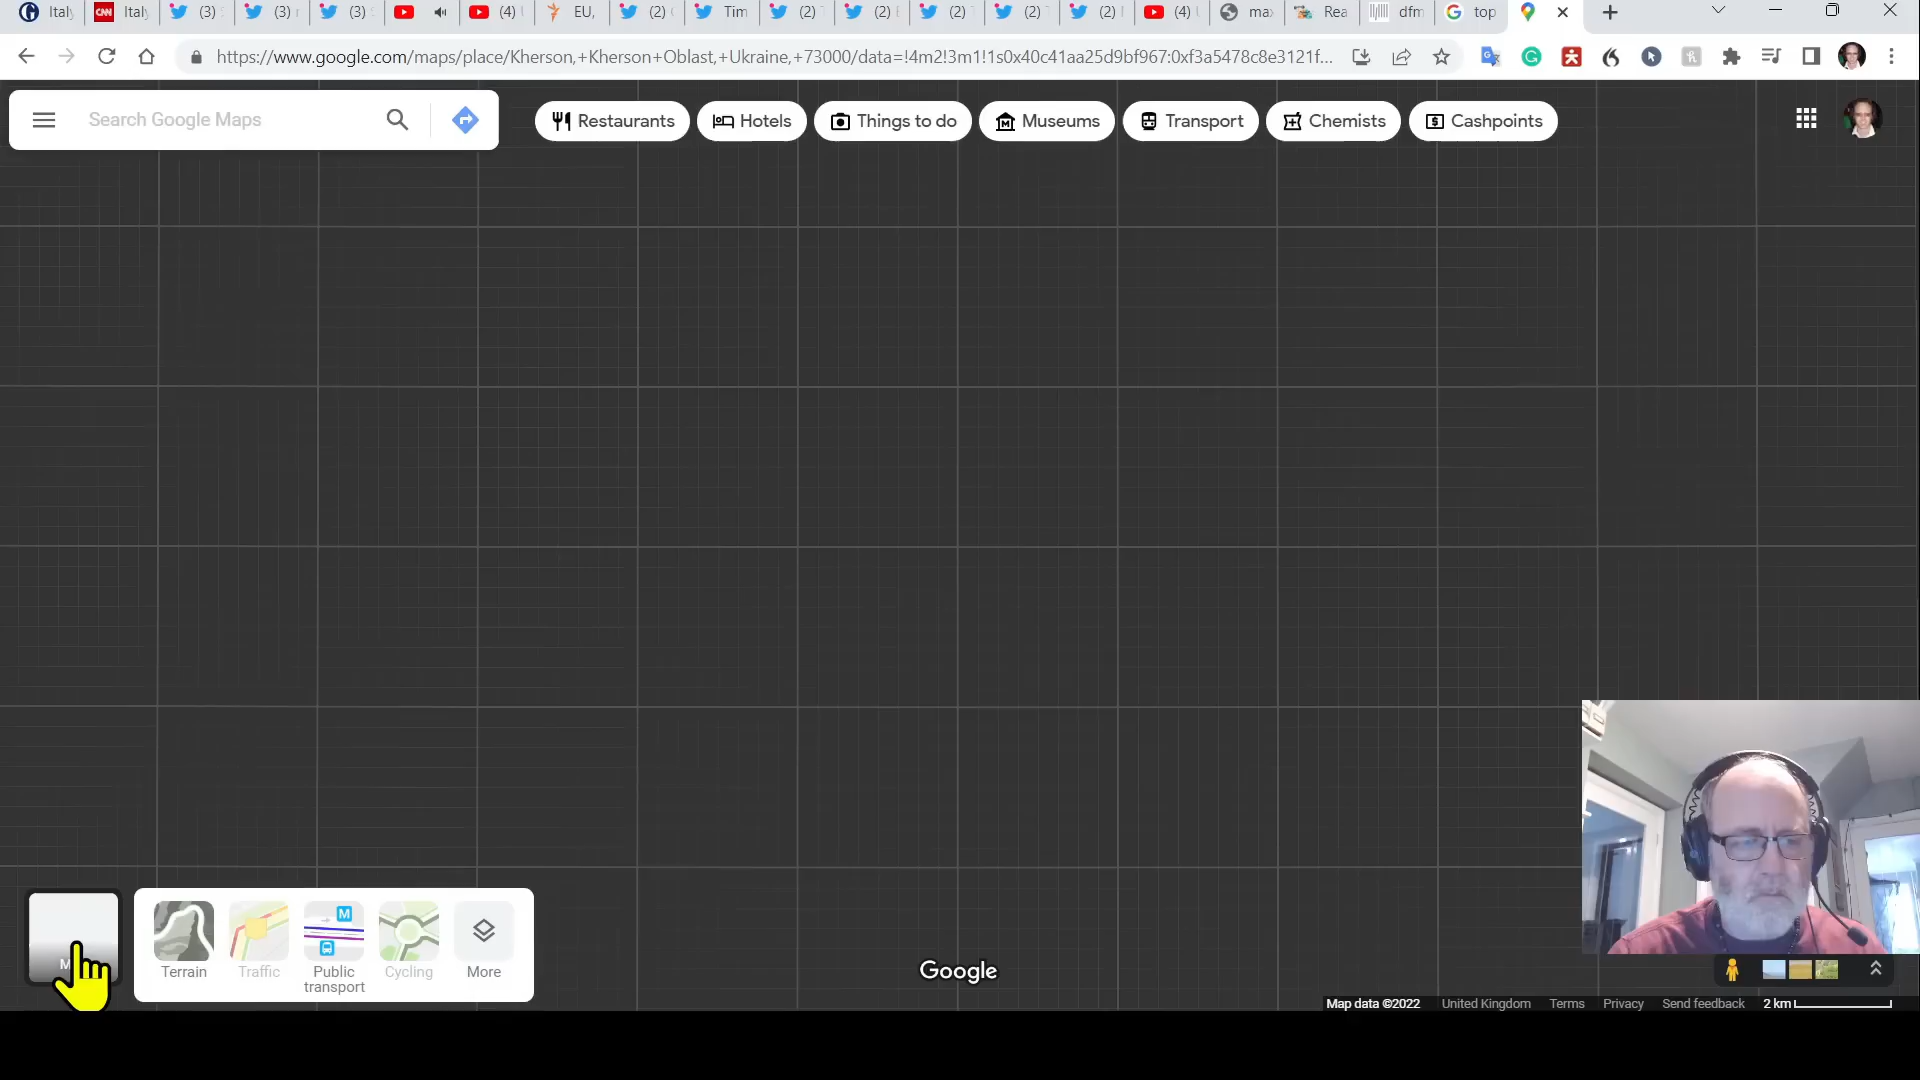 Italy
CNN Italy
(3)
(3)
(3)
(4)
EU,
(2)
Tim
(2)
(2)
(2)
(2)
(2)
(4)
max
Rea
dfm
top
https://www.google.com/maps/place/Kherson,+Kherson+Oblast,+Ukraine,+73000/data=!4m2!3m1!1s0x40c41aa25d9bf967:0xf3a5478c8e3121f...
Search Google Maps
Restaurants
Hotels
Things to do
Museums
Transport
Chemists
Cashpoints
Terrain
Traffic
M
Public
transport
Cycling
More
Google
Map data ©2022 United Kingdom Terms Privacy Send feedback 2 km